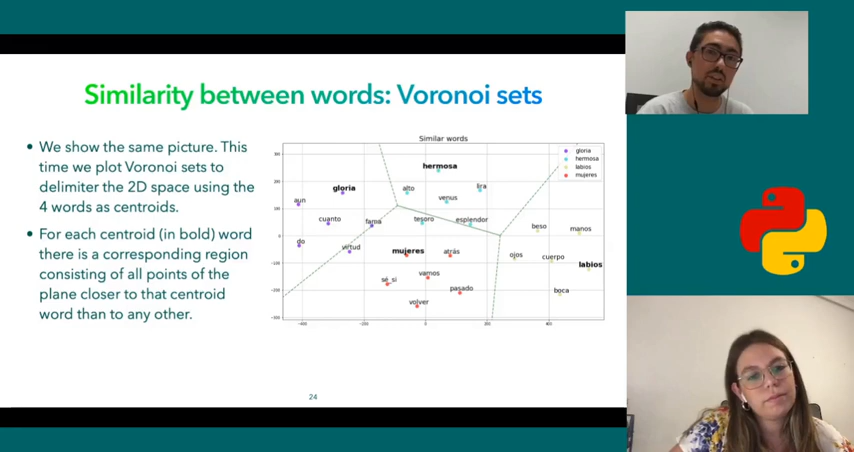 Similarity between words: Voronoi sets
• We show the same picture. This
time we plot Voronoi sets to
delimiter the 2D space using the
4 words as centroids.
• For each centroid (in bold) word
there is a corresponding region
consisting of all points of the
plane closer to that centroid
word than to any other.
Similar words
gloria
hermosa
labios
mujeres
hermosa
gloria
alto
lira
venus
aun
cuanto
fama
tesoro
esplendor
beso
manos
do
virtud
mujeres
atrás
ojos
cuerpo
labios
sé_si
vamos
pasado
boca
volver
24